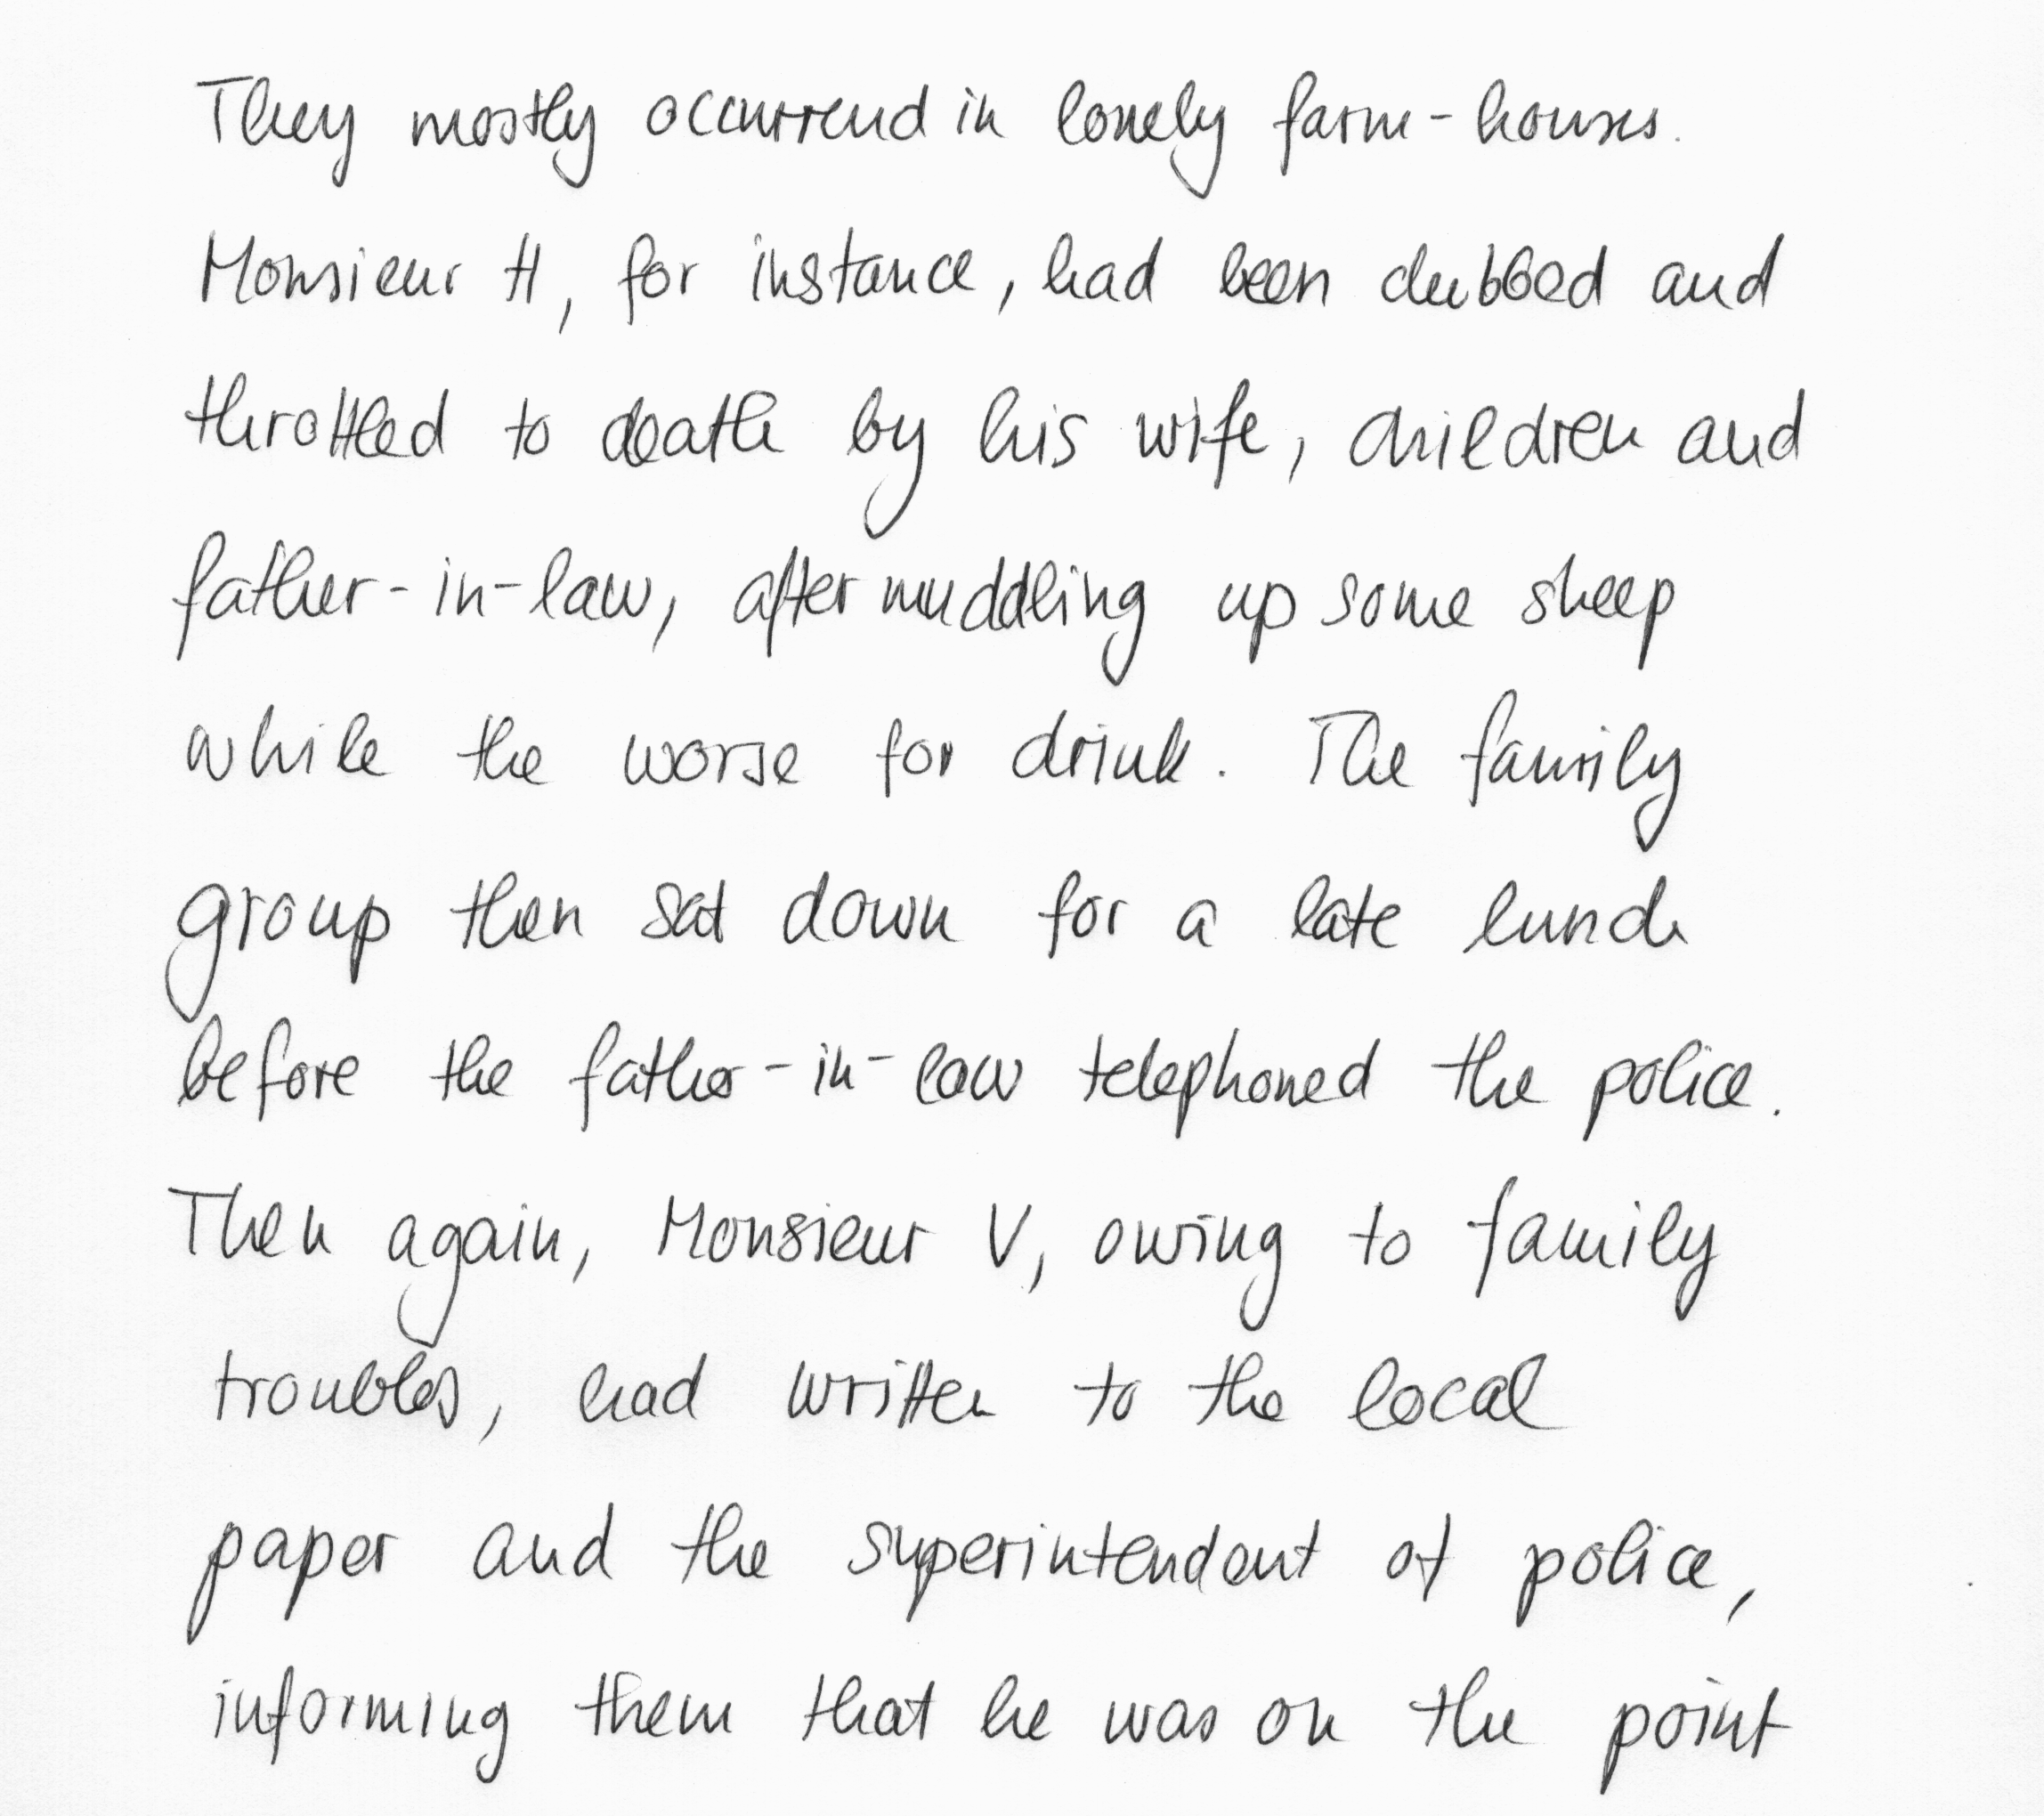 They mostly occurrend in lonely farm-houses.
Monsieur H, for instance, had been clubbed and
throttled to death by his wife, children and
father-in-law, after muddling up some sheep
while the worse for drink. The family
group then sat down for a late lunch
before the father-in-law telephoned the police.
Then again, Monsieur V, owing to family
troubles, had written to the local
paper and the superintendent of police,
informing them that he was on the point